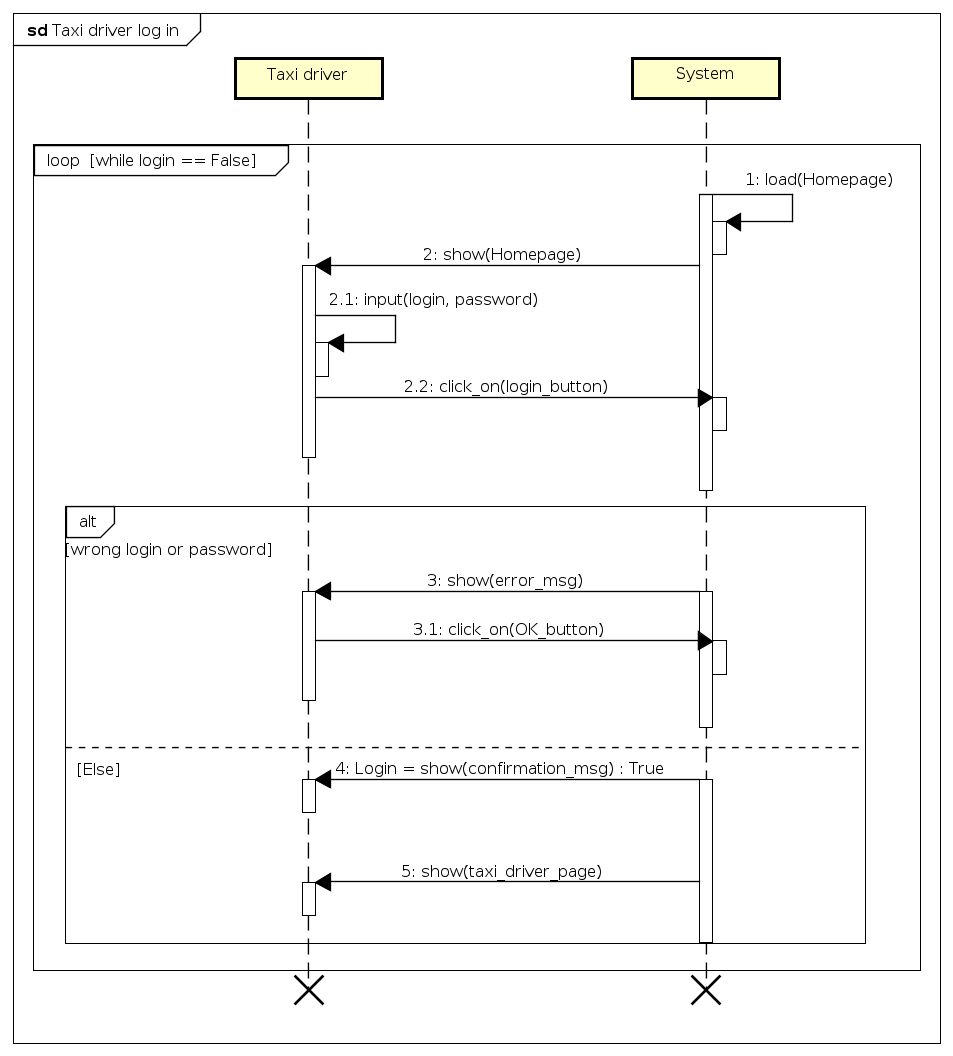 sd Taxi driver log in
Taxi driver
System
loop [while login == False]
1: load(Homepage)
2: show(Homepage)
2.1: input(login, password)
2.2: click_on(login_button)
alt
[wrong login or password]
3: show(error_msg)
3.1: click_on(OK_button)
[Else]
4: Login = show(confirmation_msg) : True
5: show(taxi_driver_page)